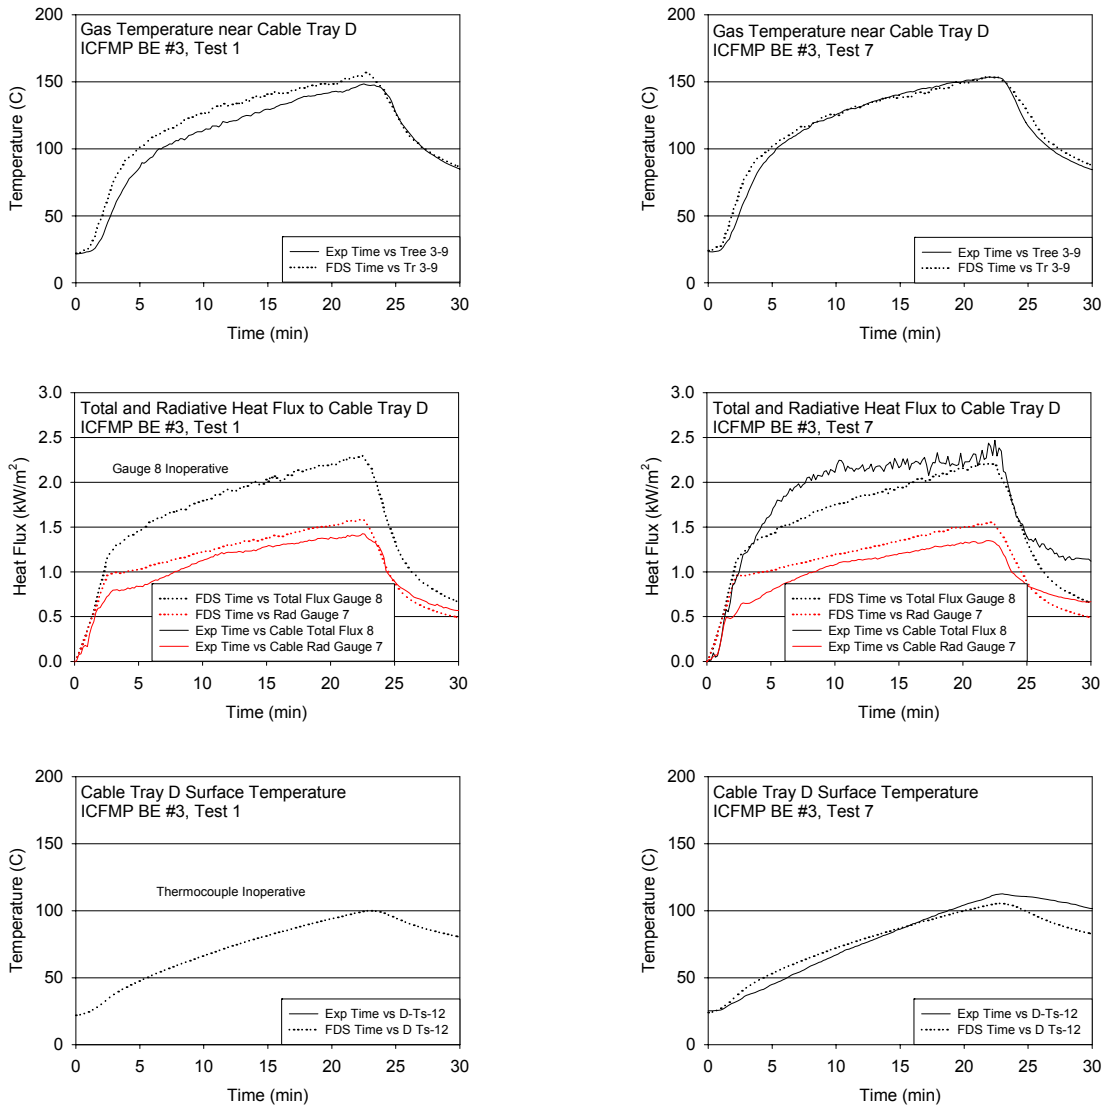 Gas Temperature near Cable Tray D
ICFMP BE #3, Test 1
Temperature (C)
200
150
100
50
0
0 5 10 15 20 25 30
Time (min)
Exp Time vs Tree 3-9
FDS Time vs Tr 3-9
Gas Temperature near Cable Tray D
ICFMP BE #3, Test 7
Temperature (C)
200
150
100
50
0
0 5 10 15 20 25 30
Time (min)
Exp Time vs Tree 3-9
FDS Time vs Tr 3-9
Total and Radiative Heat Flux to Cable Tray D
ICFMP BE #3, Test 1
Gauge 8 Inoperative
Heat Flux (kW/m²)
3.0
2.5
2.0
1.5
1.0
0.5
0.0
0 5 10 15 20 25 30
Time (min)
FDS Time vs Total Flux Gauge 8
FDS Time vs Rad Gauge 7
Exp Time vs Cable Total Flux 8
Exp Time vs Cable Rad Gauge 7
Total and Radiative Heat Flux to Cable Tray D
ICFMP BE #3, Test 7
Heat Flux (kW/m²)
3.0
2.5
2.0
1.5
1.0
0.5
0.0
0 5 10 15 20 25 30
Time (min)
FDS Time vs Total Flux Gauge 8
FDS Time vs Rad Gauge 7
Exp Time vs Cable Total Flux 8
Exp Time vs Cable Rad Gauge 7
Cable Tray D Surface Temperature
ICFMP BE #3, Test 1
Thermocouple Inoperative
Temperature (C)
200
150
100
50
0
0 5 10 15 20 25 30
Time (min)
Exp Time vs D-Ts-12
FDS Time vs D Ts-12
Cable Tray D Surface Temperature
ICFMP BE #3, Test 7
Temperature (C)
200
150
100
50
0
0 5 10 15 20 25 30
Time (min)
Exp Time vs D-Ts-12
FDS Time vs D Ts-12